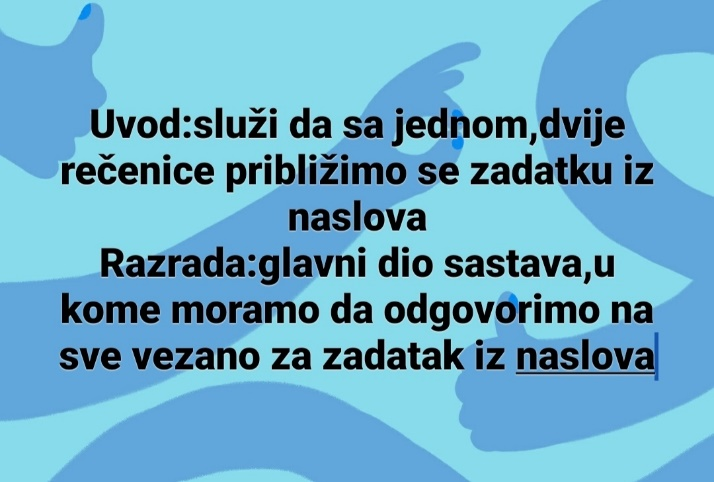 Uvod:služi da sa jednom,dvije
rečenice približimo se zadatku iz
naslova
Razrada:glavni dio sastava,u
kome moramo da odgovorimo na
sve vezano za zadatak iz naslova